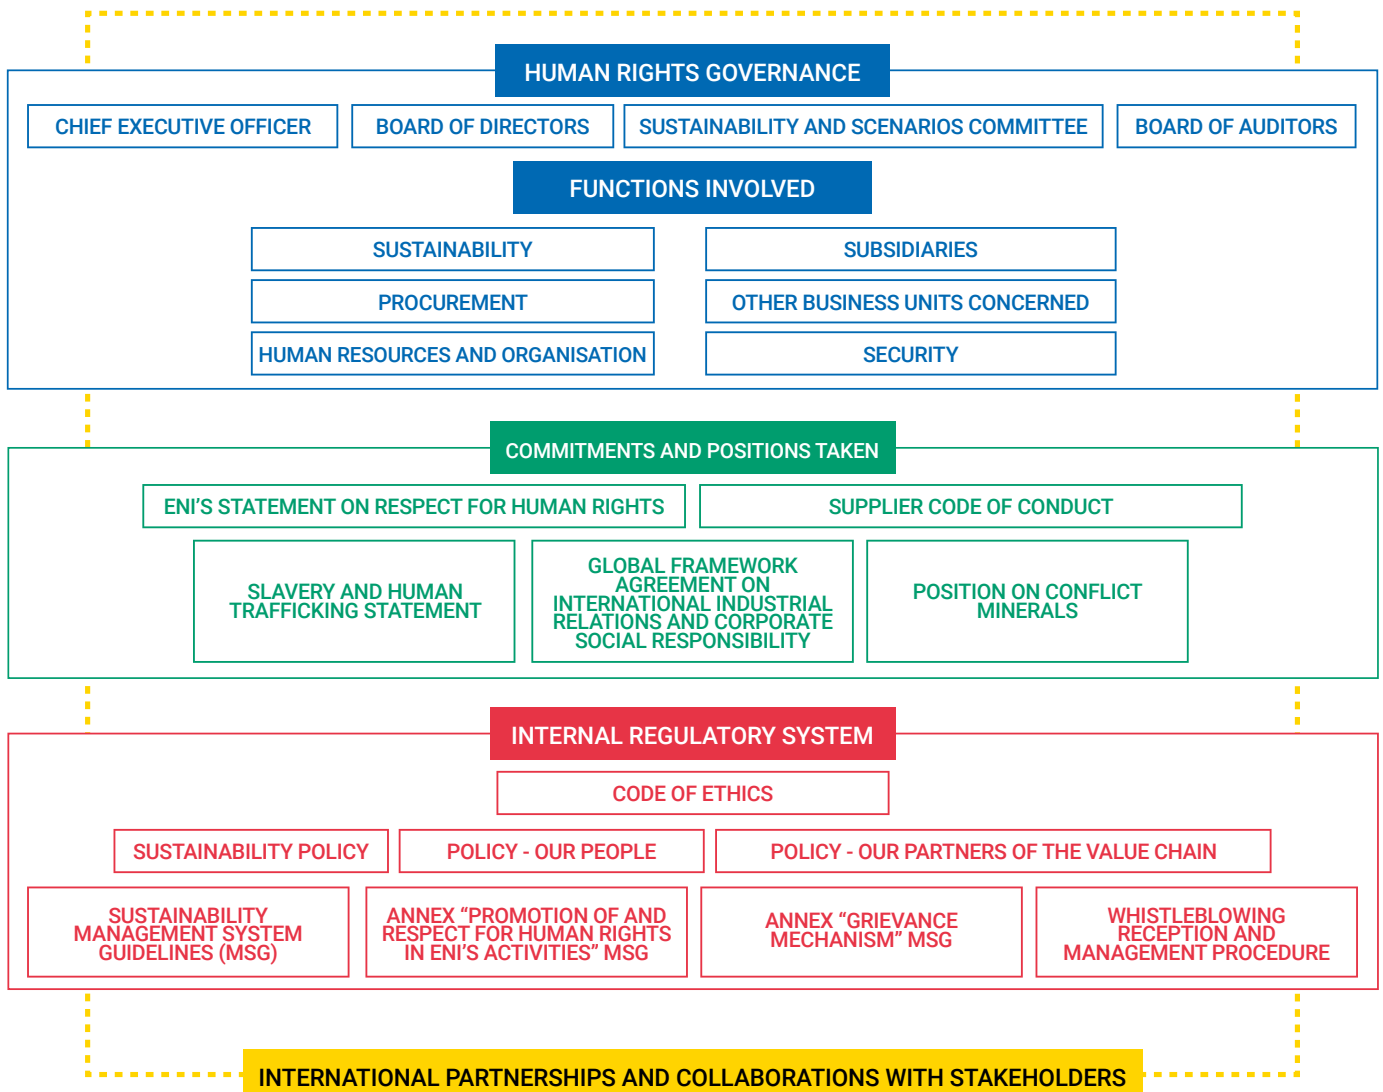 HUMAN RIGHTS GOVERNANCE
CHIEF EXECUTIVE OFFICER
BOARD OF DIRECTORS
SUSTAINABILITY AND SCENARIOS COMMITTEE
BOARD OF AUDITORS
FUNCTIONS INVOLVED
SUSTAINABILITY
SUBSIDIARIES
PROCUREMENT
OTHER BUSINESS UNITS CONCERNED
HUMAN RESOURCES AND ORGANISATION
SECURITY
COMMITMENTS AND POSITIONS TAKEN
ENI’S STATEMENT ON RESPECT FOR HUMAN RIGHTS
SUPPLIER CODE OF CONDUCT
SLAVERY AND HUMAN
TRAFFICKING STATEMENT
GLOBAL FRAMEWORK
AGREEMENT ON
INTERNATIONAL INDUSTRIAL
RELATIONS AND CORPORATE
SOCIAL RESPONSIBILITY
POSITION ON CONFLICT
MINERALS
INTERNAL REGULATORY SYSTEM
CODE OF ETHICS
SUSTAINABILITY POLICY
POLICY - OUR PEOPLE
POLICY - OUR PARTNERS OF THE VALUE CHAIN
SUSTAINABILITY
MANAGEMENT SYSTEM
GUIDELINES (MSG)
ANNEX “PROMOTION OF AND
RESPECT FOR HUMAN RIGHTS
IN ENI’S ACTIVITIES” MSG
ANNEX “GRIEVANCE
MECHANISM” MSG
WHISTLEBLOWING
RECEPTION AND
MANAGEMENT PROCEDURE
INTERNATIONAL PARTNERSHIPS AND COLLABORATIONS WITH STAKEHOLDERS